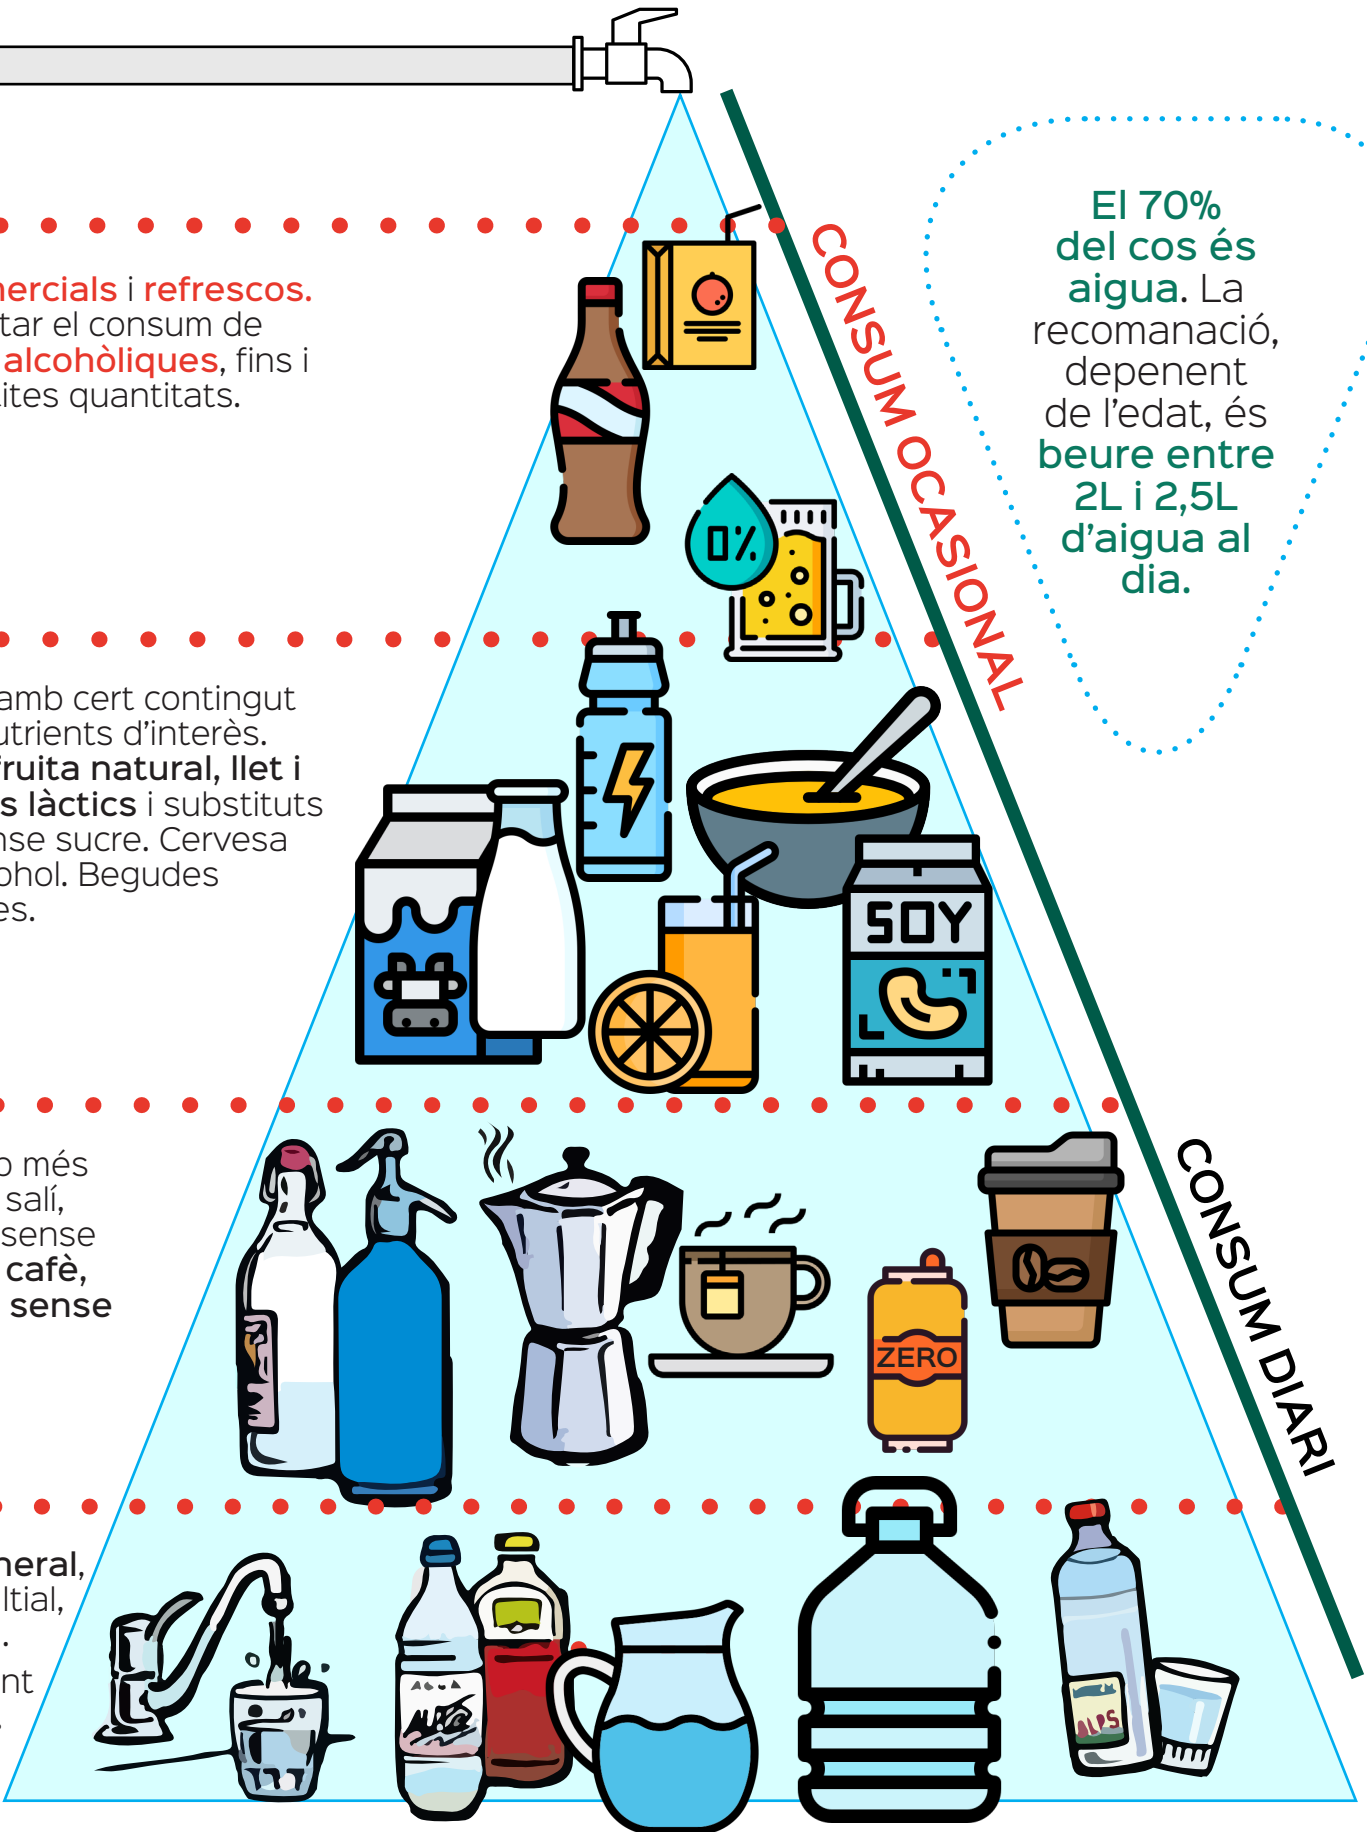 mercials i refrescos.
tar el consum de
alcohòliques, fins i
ites quantitats.
CONSUM OCASIONAL
El 70%
del cos és
aigua. La
recomanació,
depenent
de l'edat, és
beure entre
2L i 2,5L
d'aigua al
dia.
0%
amb cert contingut
utrients d'interès.
fruita natural, llet i
s làctics i substituts
nse sucre. Cervesa
ohol. Begudes
es.
SOY
més
salí,
sense
cafè,
sense
ZERO
CONSUM DIARI
neral,
ltial,
.
nt
.
ALPS